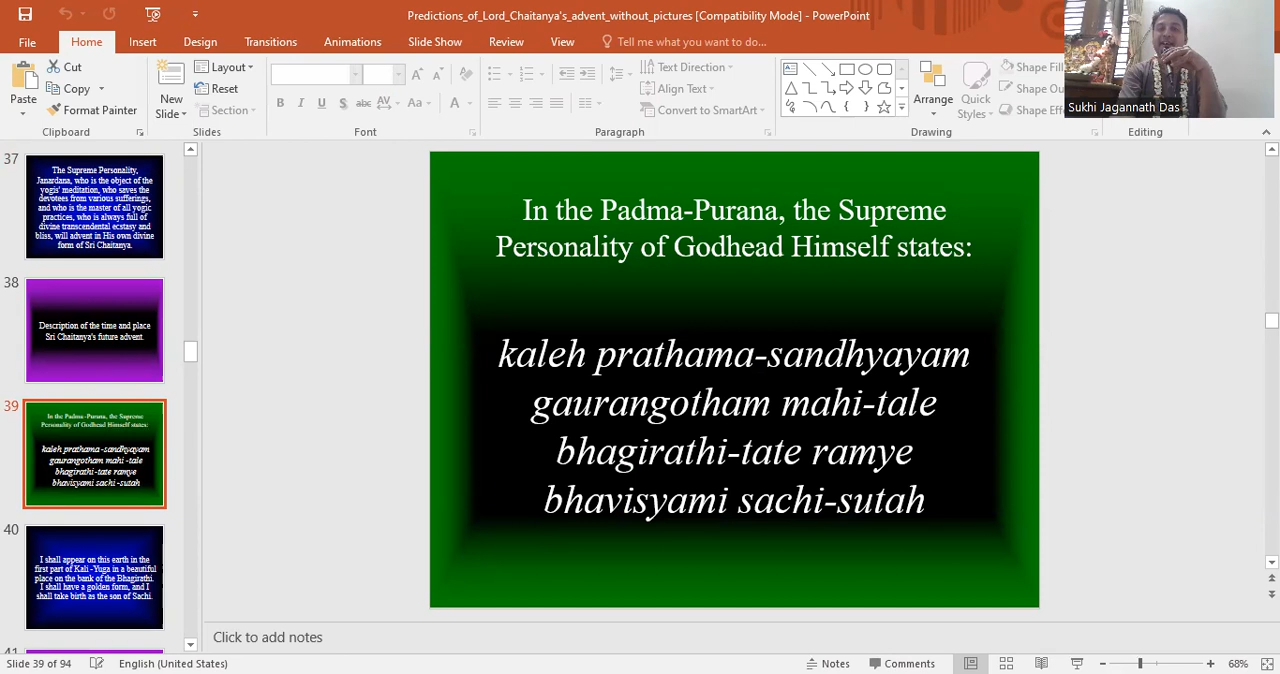 Predictions_of_Lord_Chaitanya's_advent_without_pictures [Compatibility Mode] - PowerPoint
File Home Insert Design Transitions Animations Slide Show Review View Tell me what you want to do...
Paste
Cut
Copy
Format Painter
Clipboard
New
Slide
Layout
Reset
Section
Slides
B I U S abc AV Aa A
Font
Text Direction
Align Text
Convert to SmartArt
Paragraph
Arrange
Quick
Styles
Shape Fill
Shape Ou
Shape Effe
Drawing
Editing
Sukhi Jagannath Das
37
The Supreme Personality,
Janardana, who is the object of the
yogis' meditation, who saves the
devotees from various sufferings,
and who is the master of all yogic
practices, who is always full of
divine transcendental ecstasy and
bliss, will advent in His own divine
form of Sri Chaitanya.
38
Description of the time and place
Sri Chaitanya's future advent.
39
In the Padma-Purana, the Supreme
Personality of Godhead Himself states:
kaleh prathama-sandhyayam
gaurangotham mahi-tale
bhagirathi-tate ramye
bhavisyami sachi-sutah
40
I shall appear on this earth in the
first part of Kali-Yuga in a beautiful
place on the bank of the Bhagirathi.
I shall have a golden form, and I
shall take birth as the son of Sachi.
41
In the Padma-Purana, the Supreme
Personality of Godhead Himself states:
kaleh prathama-sandhyayam
gaurangotham mahi-tale
bhagirathi-tate ramye
bhavisyami sachi-sutah
Click to add notes
Slide 39 of 94 English (United States) Notes Comments 68%